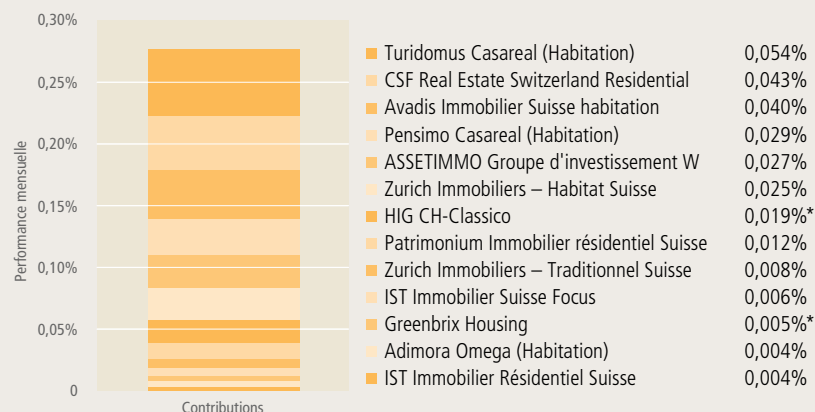 0,30%
0,25%
0,20%
0,15%
0,10%
0,05%
0
Performance mensuelle
Contributions
Turidomus Casareal (Habitation) 0,054%
CSF Real Estate Switzerland Residential 0,043%
Avadis Immobilier Suisse habitation 0,040%
Pensimo Casareal (Habitation) 0,029%
ASSETIMMO Groupe d'investissement W 0,027%
Zurich Immobiliers – Habitat Suisse 0,025%
HIG CH-Classico 0,019%*
Patrimonium Immobilier résidentiel Suisse 0,012%
Zurich Immobiliers – Traditionnel Suisse 0,008%
IST Immobilier Suisse Focus 0,006%
Greenbrix Housing 0,005%*
Adimora Omega (Habitation) 0,004%
IST Immobilier Résidentiel Suisse 0,004%